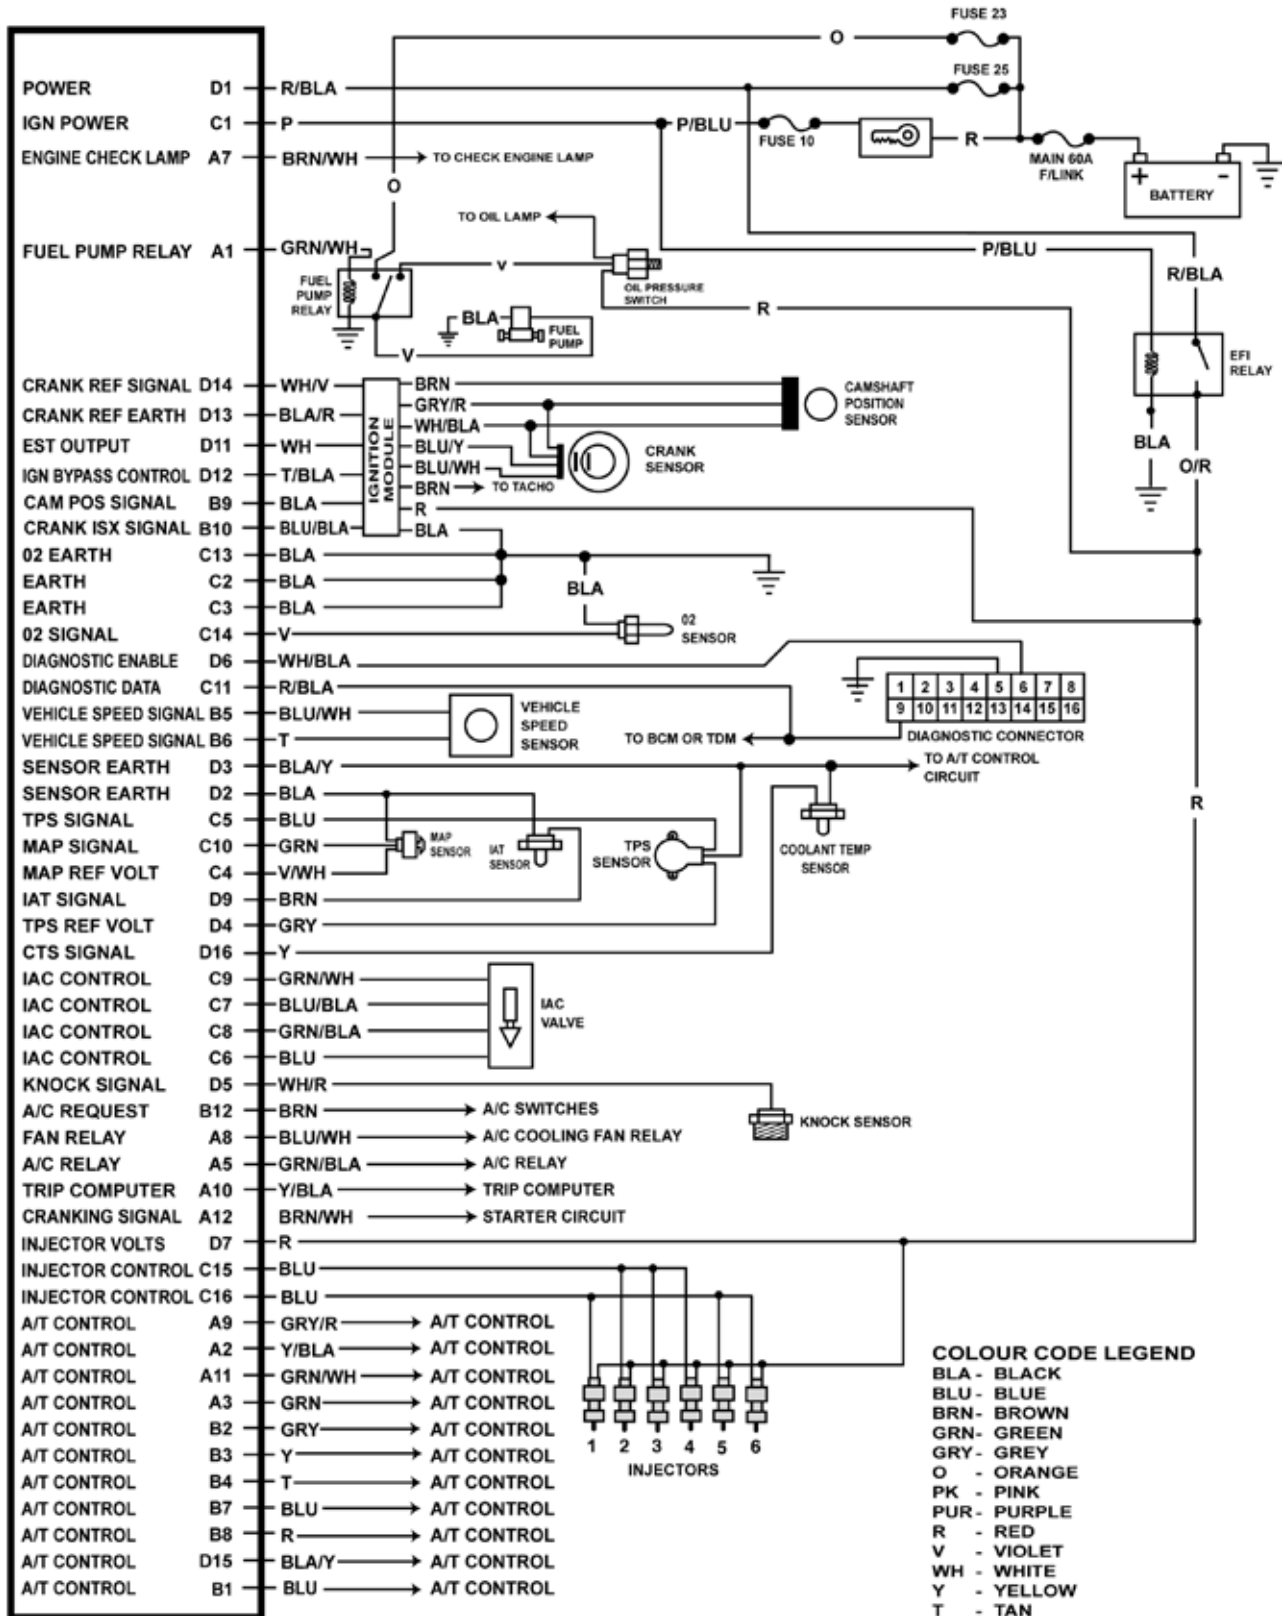 FUSE 23
O
FUSE 25
POWER D1 R/BLA
IGN POWER C1 P P/BLU FUSE 10 R MAIN 60A F/LINK
+ -
BATTERY
ENGINE CHECK LAMP A7 BRN/WH TO CHECK ENGINE LAMP
O
TO OIL LAMP
FUEL PUMP RELAY A1 GRN/WH
P/BLU
R/BLA
V
FUEL PUMP RELAY
OIL PRESSURE SWITCH
R
BLA
FUEL PUMP
V
EFI RELAY
BLA
O/R
CRANK REF SIGNAL D14 WH/V BRN
CRANK REF EARTH D13 BLA/R GRY/R
WH/BLA
EST OUTPUT D11 WH BLU/Y
IGN BYPASS CONTROL D12 T/BLA BLU/WH
BRN TO TACHO
CAM POS SIGNAL B9 BLA R
CRANK ISX SIGNAL B10 BLU/BLA BLA
IGNITION MODULE
CAMSHAFT POSITION SENSOR
CRANK SENSOR
02 EARTH C13 BLA
EARTH C2 BLA
BLA
EARTH C3 BLA
02 SIGNAL C14 V
02 SENSOR
DIAGNOSTIC ENABLE D6 WH/BLA
DIAGNOSTIC DATA C11 R/BLA
1 2 3 4 5 6 7 8
9 10 11 12 13 14 15 16
DIAGNOSTIC CONNECTOR
VEHICLE SPEED SIGNAL B5 BLU/WH
VEHICLE SPEED SIGNAL B6 T
VEHICLE SPEED SENSOR
TO BCM OR TDM
SENSOR EARTH D3 BLA/Y
TO A/T CONTROL CIRCUIT
SENSOR EARTH D2 BLA
R
TPS SIGNAL C5 BLU
MAP SIGNAL C10 GRN
MAP SENSOR
IAT SENSOR
TPS SENSOR
COOLANT TEMP SENSOR
MAP REF VOLT C4 V/WH
IAT SIGNAL D9 BRN
TPS REF VOLT D4 GRY
CTS SIGNAL D16 Y
IAC CONTROL C9 GRN/WH
IAC CONTROL C7 BLU/BLA
IAC VALVE
IAC CONTROL C8 GRN/BLA
IAC CONTROL C6 BLU
KNOCK SIGNAL D5 WH/R
KNOCK SENSOR
A/C REQUEST B12 BRN A/C SWITCHES
FAN RELAY A8 BLU/WH A/C COOLING FAN RELAY
A/C RELAY A5 GRN/BLA A/C RELAY
TRIP COMPUTER A10 Y/BLA TRIP COMPUTER
CRANKING SIGNAL A12 BRN/WH STARTER CIRCUIT
INJECTOR VOLTS D7 R
INJECTOR CONTROL C15 BLU
INJECTOR CONTROL C16 BLU
A/T CONTROL A9 GRY/R A/T CONTROL
A/T CONTROL A2 Y/BLA A/T CONTROL
A/T CONTROL A11 GRN/WH A/T CONTROL
A/T CONTROL A3 GRN A/T CONTROL
A/T CONTROL B2 GRY A/T CONTROL
A/T CONTROL B3 Y A/T CONTROL
A/T CONTROL B4 T A/T CONTROL
A/T CONTROL B7 BLU A/T CONTROL
A/T CONTROL B8 R A/T CONTROL
A/T CONTROL D15 BLA/Y A/T CONTROL
A/T CONTROL B1 BLU A/T CONTROL
1 2 3 4 5 6
INJECTORS
COLOUR CODE LEGEND
BLA - BLACK
BLU - BLUE
BRN- BROWN
GRN- GREEN
GRY- GREY
O - ORANGE
PK - PINK
PUR- PURPLE
R - RED
V - VIOLET
WH - WHITE
Y - YELLOW
T - TAN